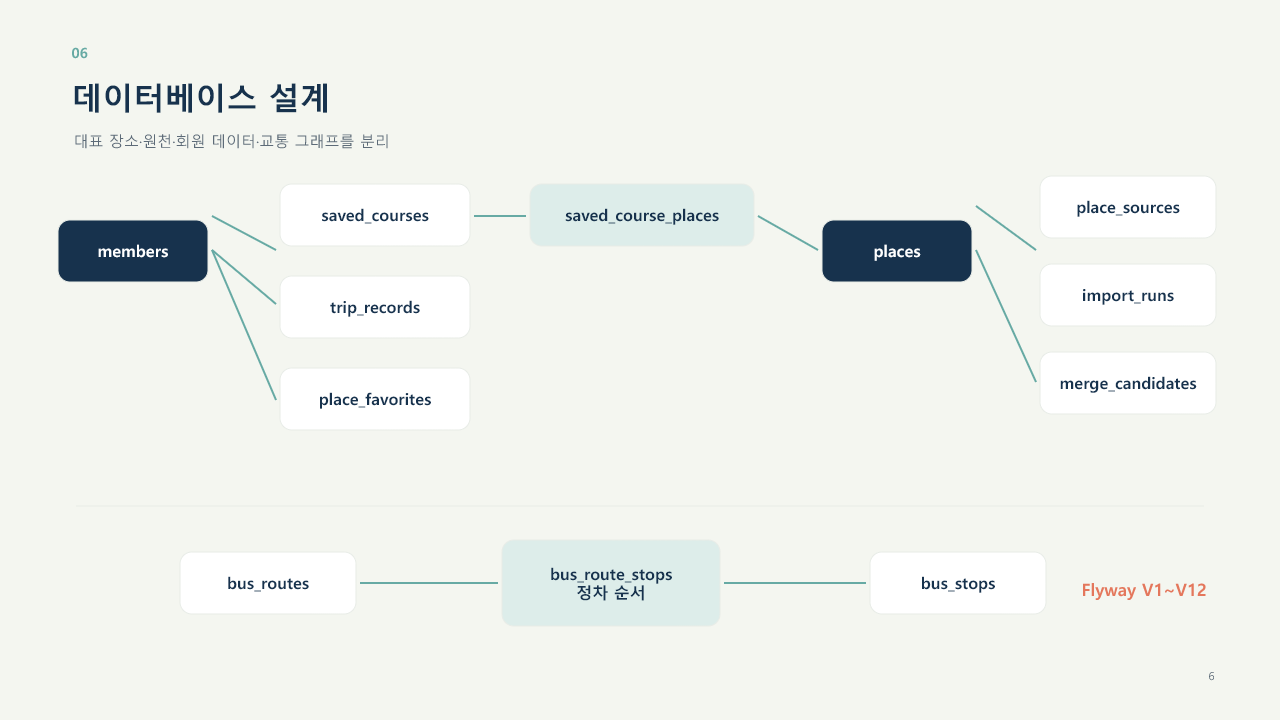 06
데이터베이스 설계
대표 장소·원천·회원 데이터·교통 그래프를 분리
members
saved_courses
trip_records
place_favorites
saved_course_places
places
place_sources
import_runs
merge_candidates
bus_routes
bus_route_stops
정차 순서
bus_stops
Flyway V1~V12
6